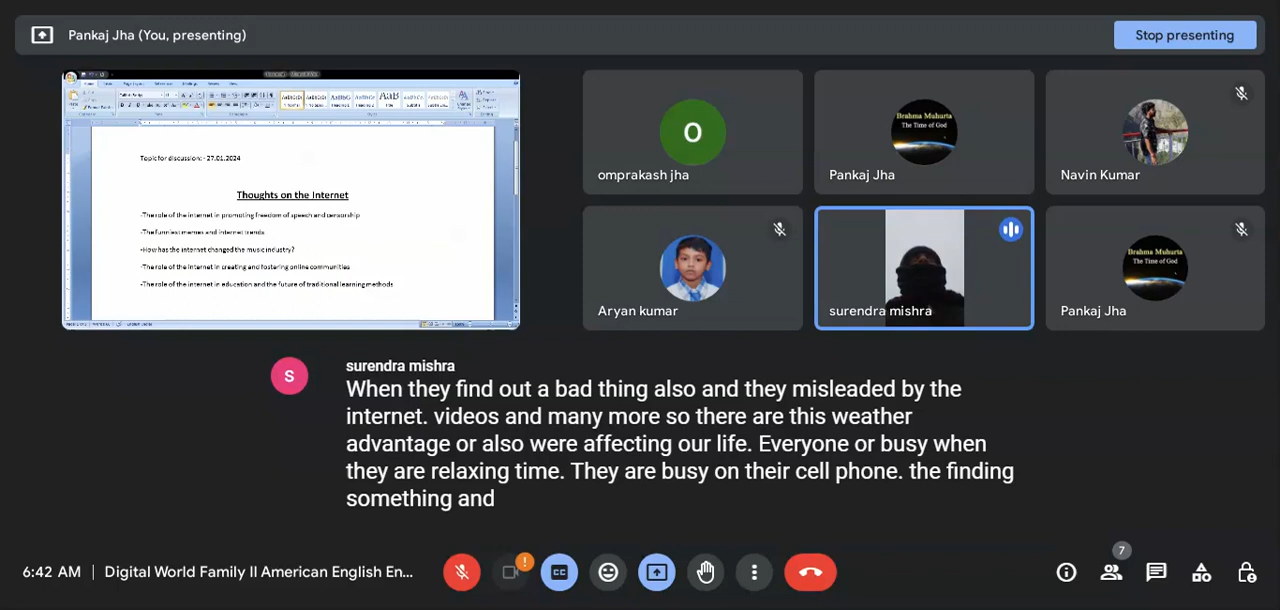 Pankaj Jha (You, presenting)
Stop presenting
Topic for discussion: - 27.01.2024
Thoughts on the Internet
-The role of the internet in promoting freedom of speech and censorship
-The funniest memes and internet trends
-How has the internet changed the music industry?
-The role of the internet in creating and fostering online communities
-The role of the internet in education and the future of traditional learning methods
O
omprakash jha
Brahma Muhurta
The Time of God
Pankaj Jha
Navin Kumar
Aryan kumar
surendra mishra
Brahma Muhurta
The Time of God
Pankaj Jha
S
surendra mishra
When they find out a bad thing also and they misleaded by the
internet. videos and many more so there are this weather
advantage or also were affecting our life. Everyone or busy when
they are relaxing time. They are busy on their cell phone. the finding
something and
6:42 AM | Digital World Family II American English En...
!
CC
7